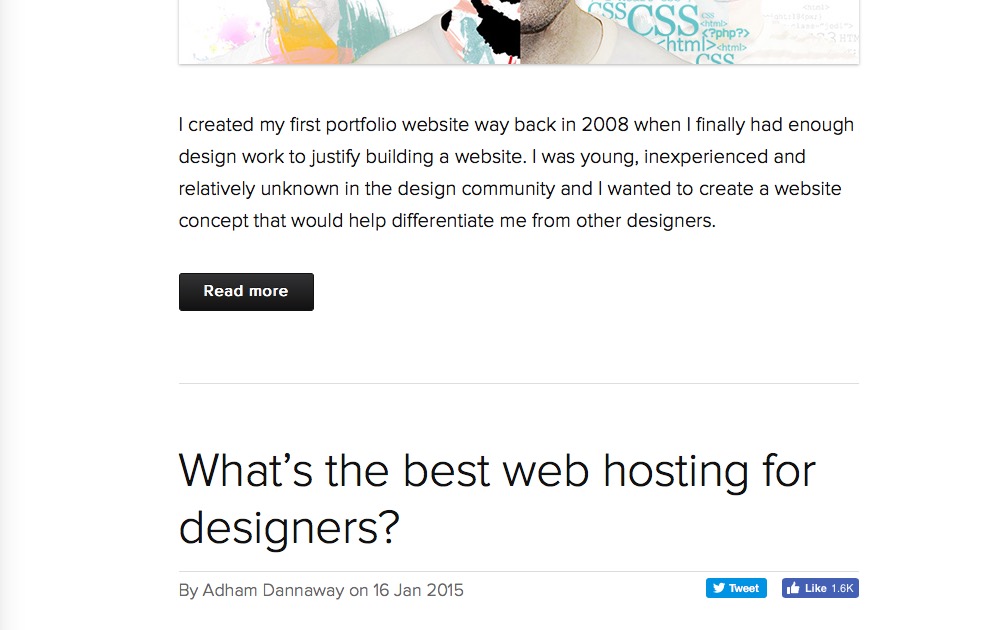 CSS CSS CSS
<?php?>
<html> <html>
CSS
I created my first portfolio website way back in 2008 when I finally had enough
design work to justify building a website. I was young, inexperienced and
relatively unknown in the design community and I wanted to create a website
concept that would help differentiate me from other designers.
Read more
What’s the best web hosting for
designers?
By Adham Dannaway on 16 Jan 2015
Tweet
Like 1.6K